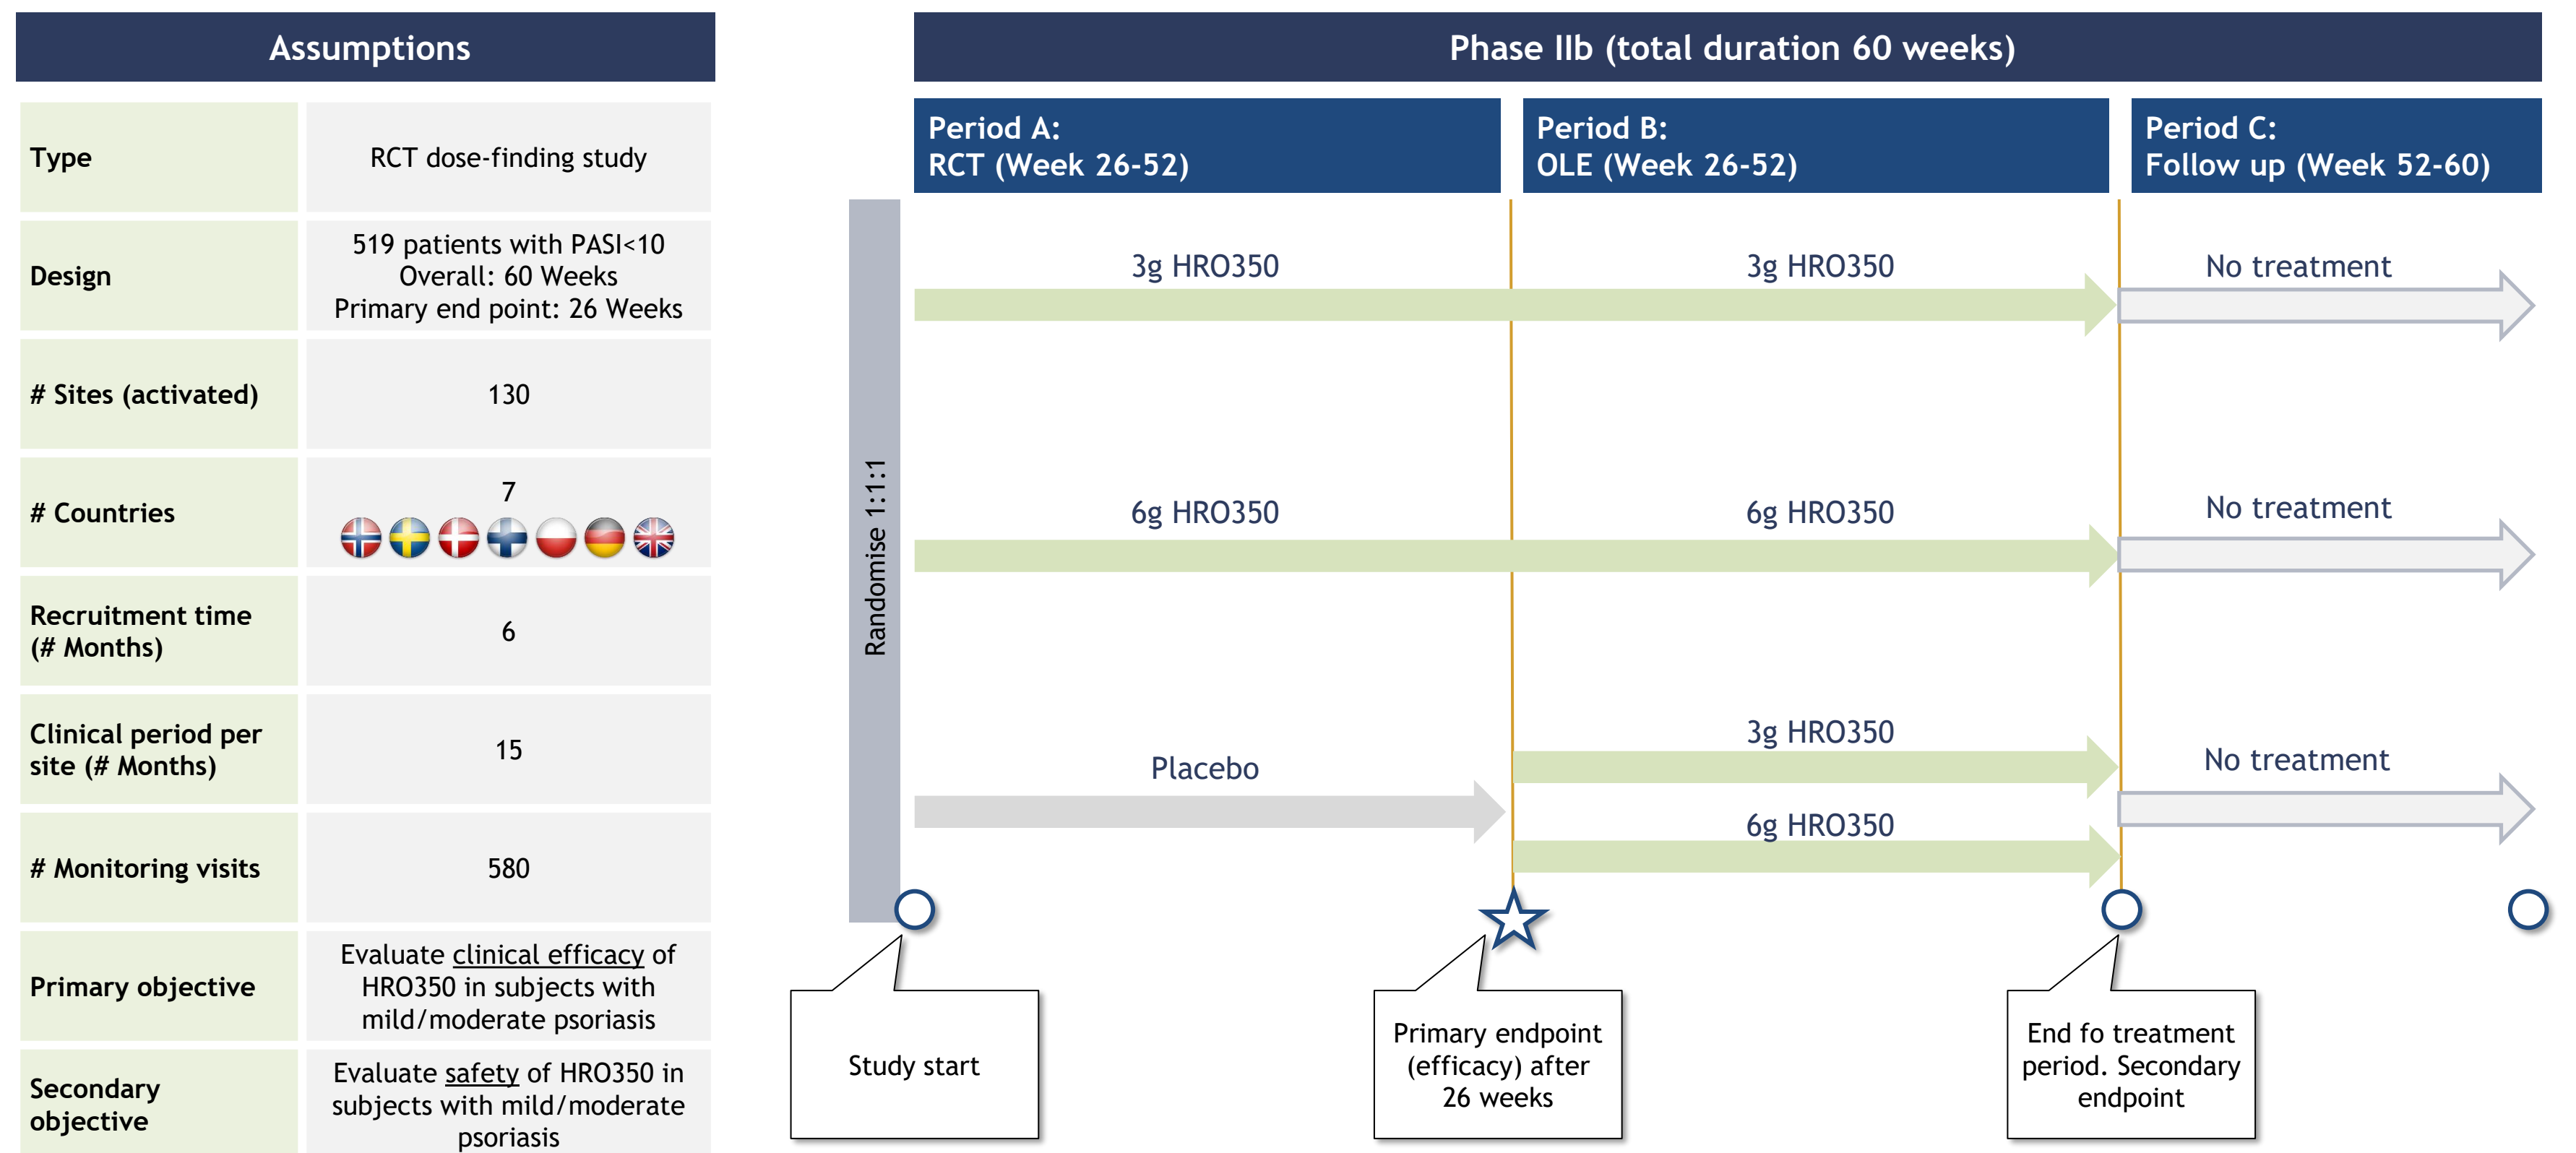 Assumptions
Type
RCT dose-finding study
Design
519 patients with PASI<10
Overall: 60 Weeks
Primary end point: 26 Weeks
# Sites (activated)
130
# Countries
7
Recruitment time
(# Months)
6
Clinical period per
site (# Months)
15
# Monitoring visits
580
Primary objective
Evaluate clinical efficacy of
HRO350 in subjects with
mild/moderate psoriasis
Secondary
objective
Evaluate safety of HRO350 in
subjects with mild/moderate
psoriasis
Phase IIb (total duration 60 weeks)
Period A:
RCT (Week 26-52)
Period B:
OLE (Week 26-52)
Period C:
Follow up (Week 52-60)
Randomise 1:1:1
3g HRO350
3g HRO350
No treatment
6g HRO350
6g HRO350
No treatment
Placebo
3g HRO350
6g HRO350
No treatment
Study start
Primary endpoint
(efficacy) after
26 weeks
End fo treatment
period. Secondary
endpoint